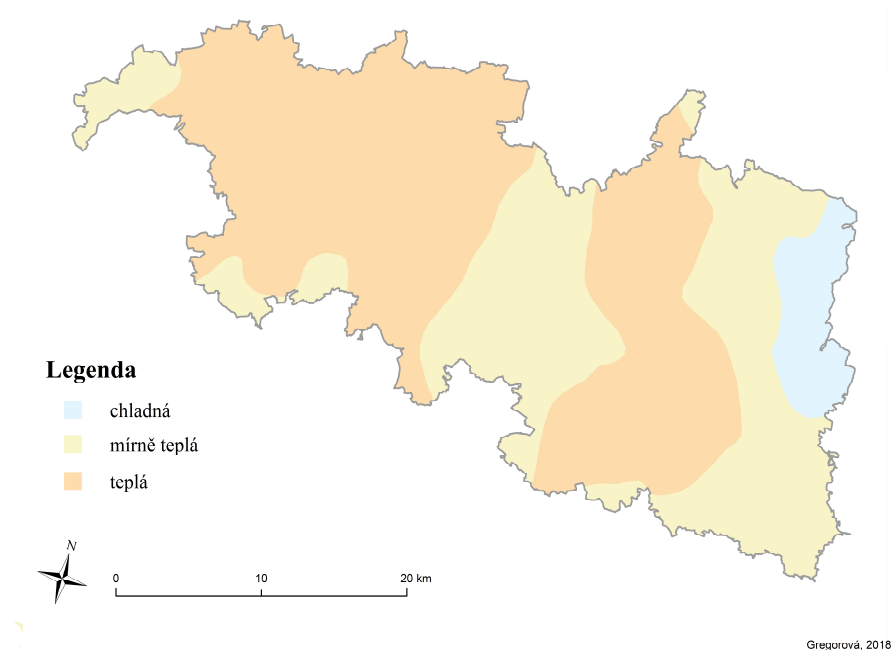 Legenda
chladná
mírně teplá
teplá
N
0 10 20 km
Gregorová, 2018